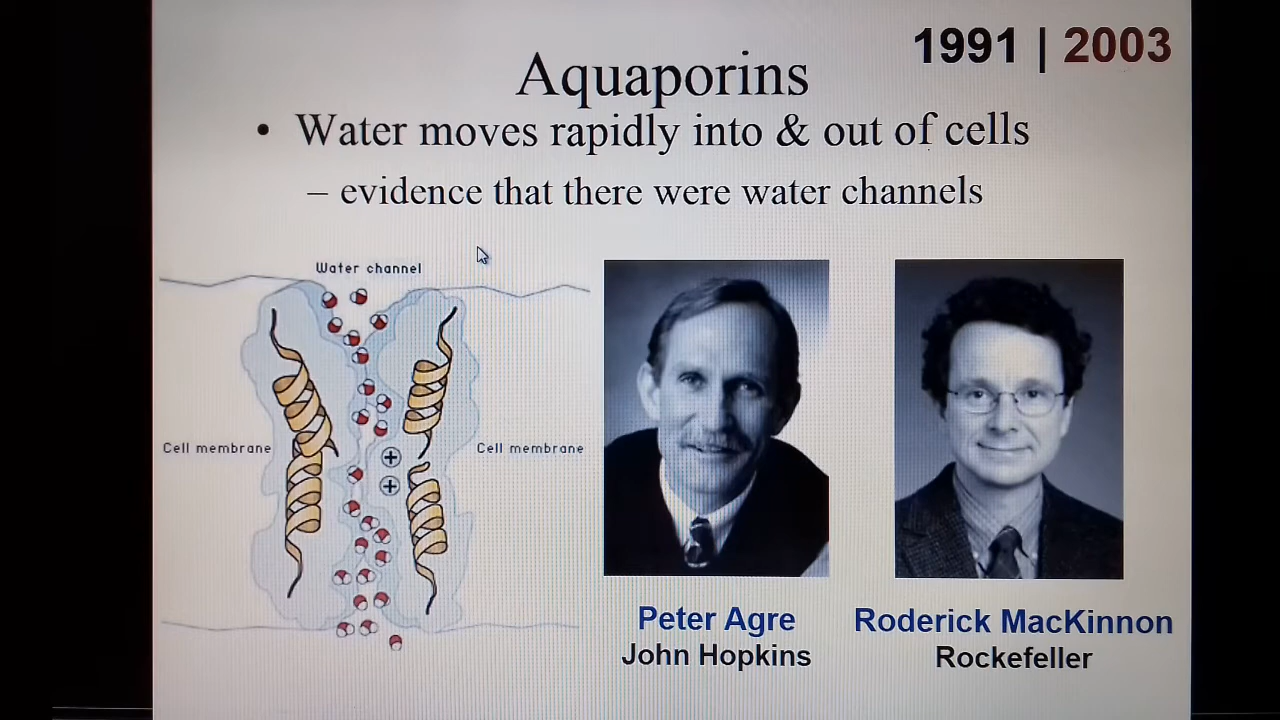 1991 | 2003
Aquaporins
• Water moves rapidly into & out of cells
– evidence that there were water channels
Water channel
Cell membrane
Cell membrane
+
+
Peter Agre
John Hopkins
Roderick MacKinnon
Rockefeller